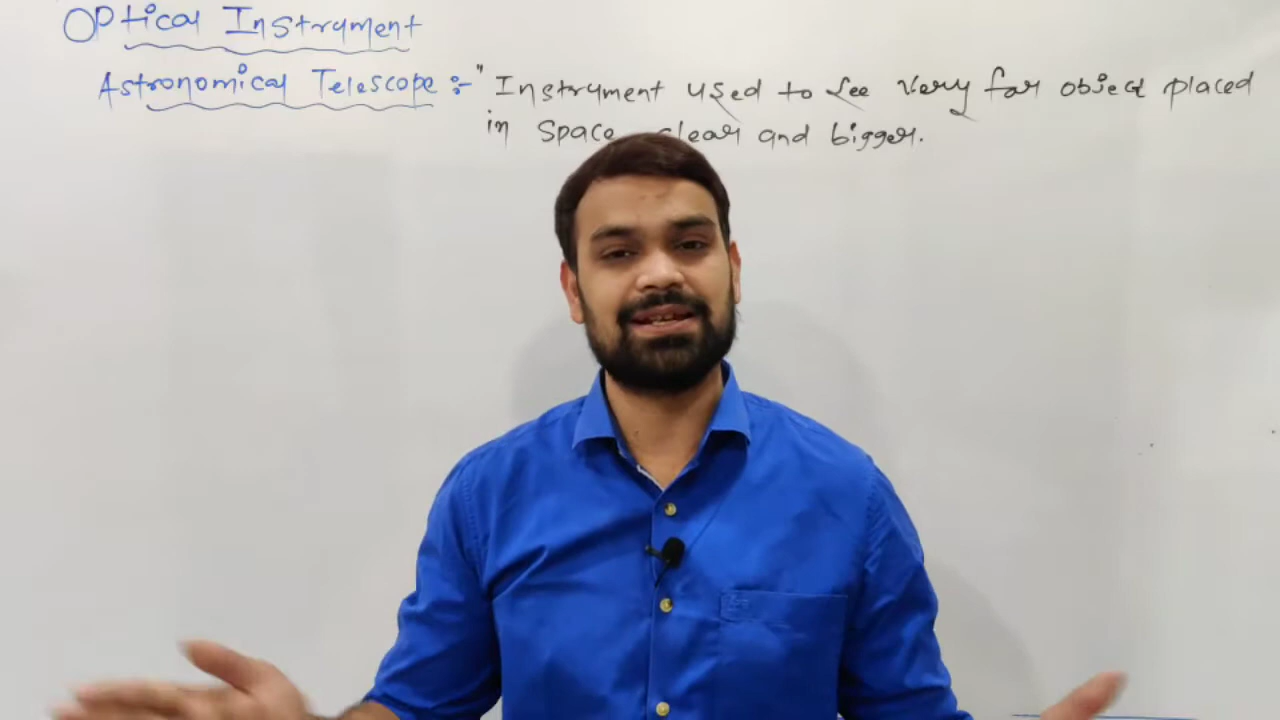 Optical Instrument
Astronomical Telescope :- " Instrument used to see very far object placed
in space clear and bigger.